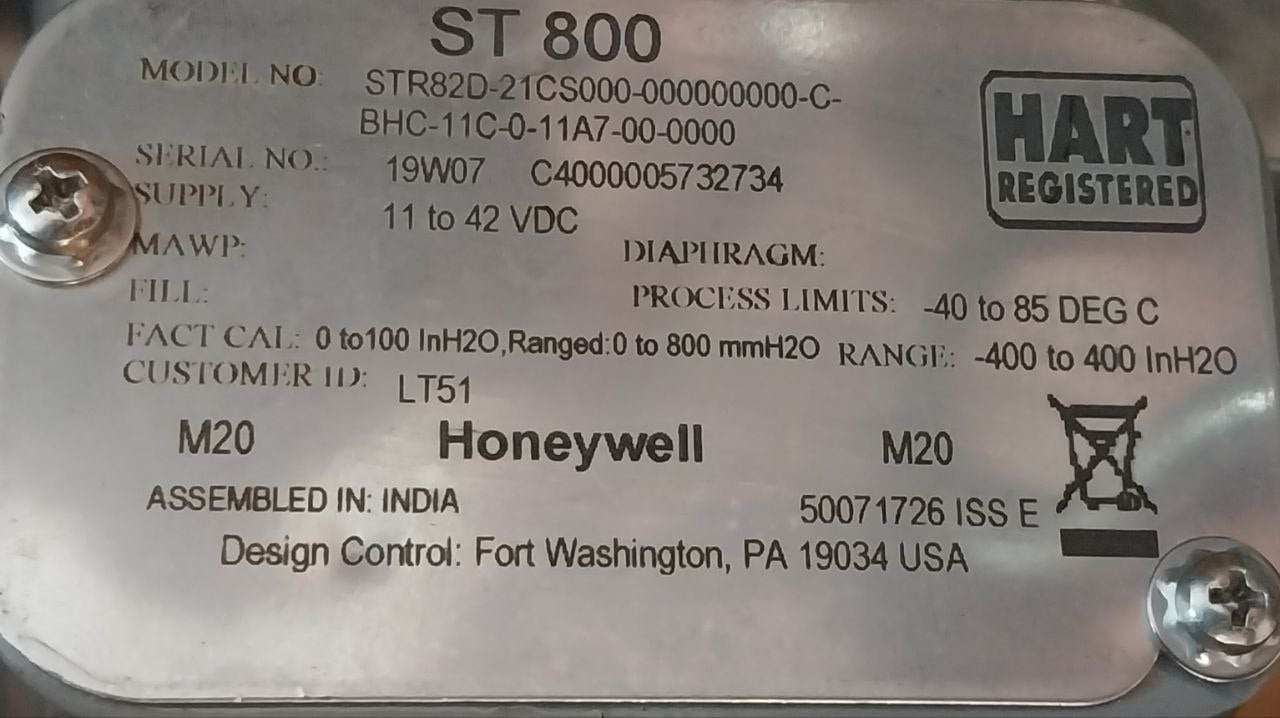 ST 800
MODEL NO: STR82D-21CS000-000000000-C-
BHC-11C-0-11A7-00-0000
SERIAL NO.: 19W07 C4000005732734
SUPPLY: 11 to 42 VDC
MAWP: DIAPHRAGM:
FILL: PROCESS LIMITS: -40 to 85 DEG C
FACT CAL: 0 to100 InH2O,Ranged:0 to 800 mmH2O RANGE: -400 to 400 InH2O
CUSTOMER ID: LT51
HART
REGISTERED
M20 Honeywell M20
ASSEMBLED IN: INDIA 50071726 ISS E
Design Control: Fort Washington, PA 19034 USA